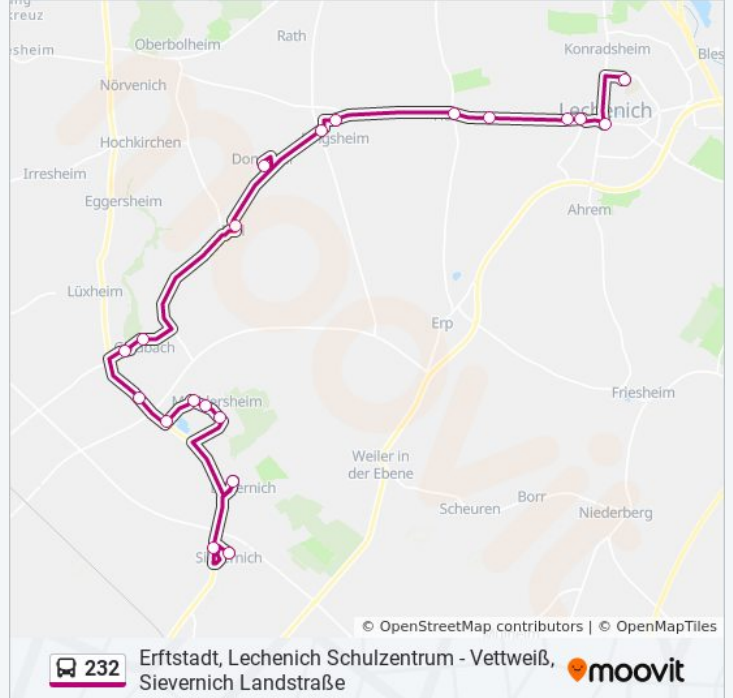 kreuz
Rath
Konradsheim
Oberbolheim
Nörvenich
Lechenich
Hochkirchen
Irresheim
Eggersheim
Ahrem
Lüxheim
Erp
Friesheim
Weiler in
der Ebene
Borr
Scheuren
Niederberg
© OpenStreetMap contributors | © OpenMapTiles
232
Erftstadt, Lechenich Schulzentrum - Vettweiß,
Sievernich Landstraße
moovit